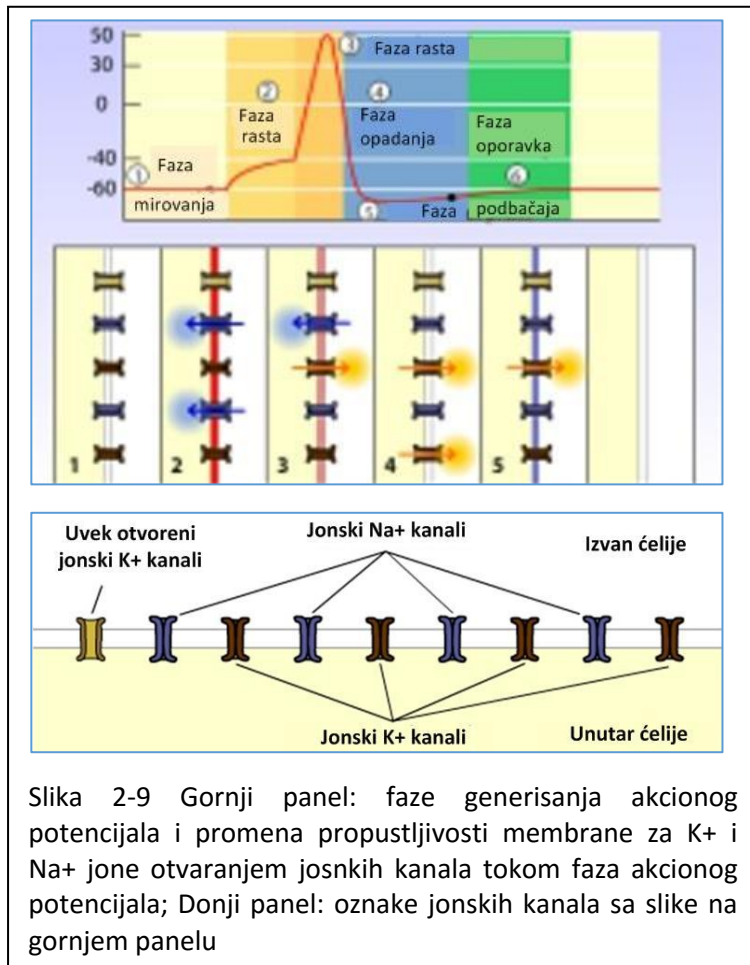 50
30
0
-40
-60
3 Faza rasta
2
4
Faza rasta
Faza opadanja
Faza oporavka
1 Faza mirovanja
6
5 Faza podbačaja
1 2 3 4 5
Uvek otvoreni jonski K+ kanali
Jonski Na+ kanali
Izvan ćelije
Jonski K+ kanali
Unutar ćelije
Slika 2-9 Gornji panel: faze generisanja akcionog
potencijala i promena propustljivosti membrane za K+ i
Na+ jone otvaranjem josnkih kanala tokom faza akcionog
potencijala; Donji panel: oznake jonskih kanala sa slike na
gornjem panelu